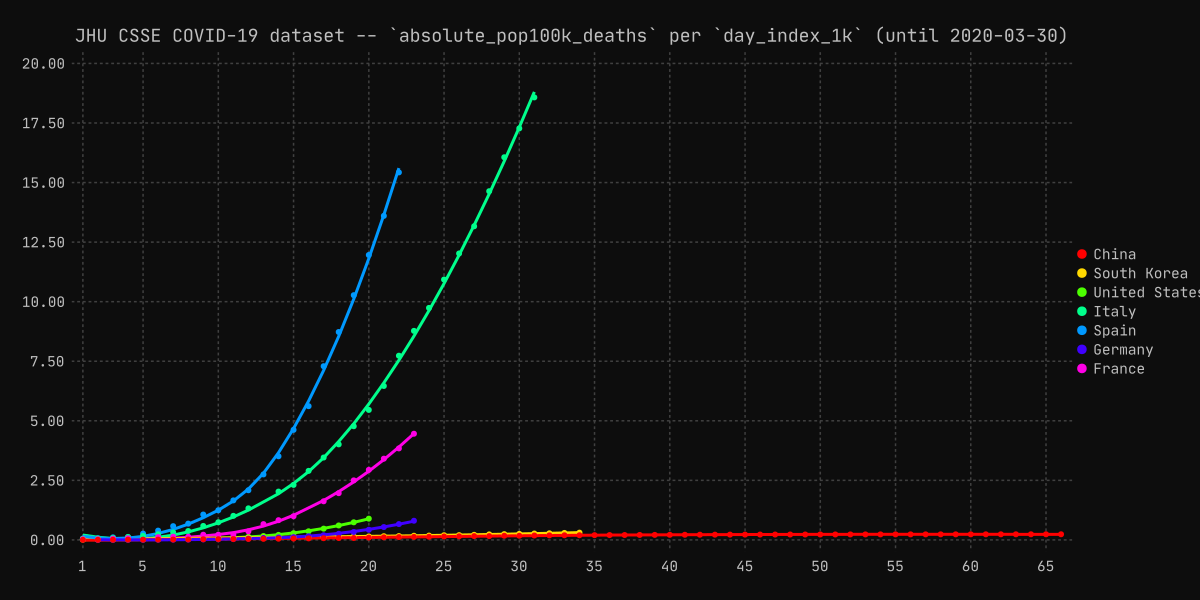 JHU CSSE COVID-19 dataset -- `absolute_pop100k_deaths` per `day_index_1k` (until 2020-03-30)
20.00
17.50
15.00
12.50
10.00
7.50
5.00
2.50
0.00
1 5 10 15 20 25 30 35 40 45 50 55 60 65
China
South Korea
United States
Italy
Spain
Germany
France